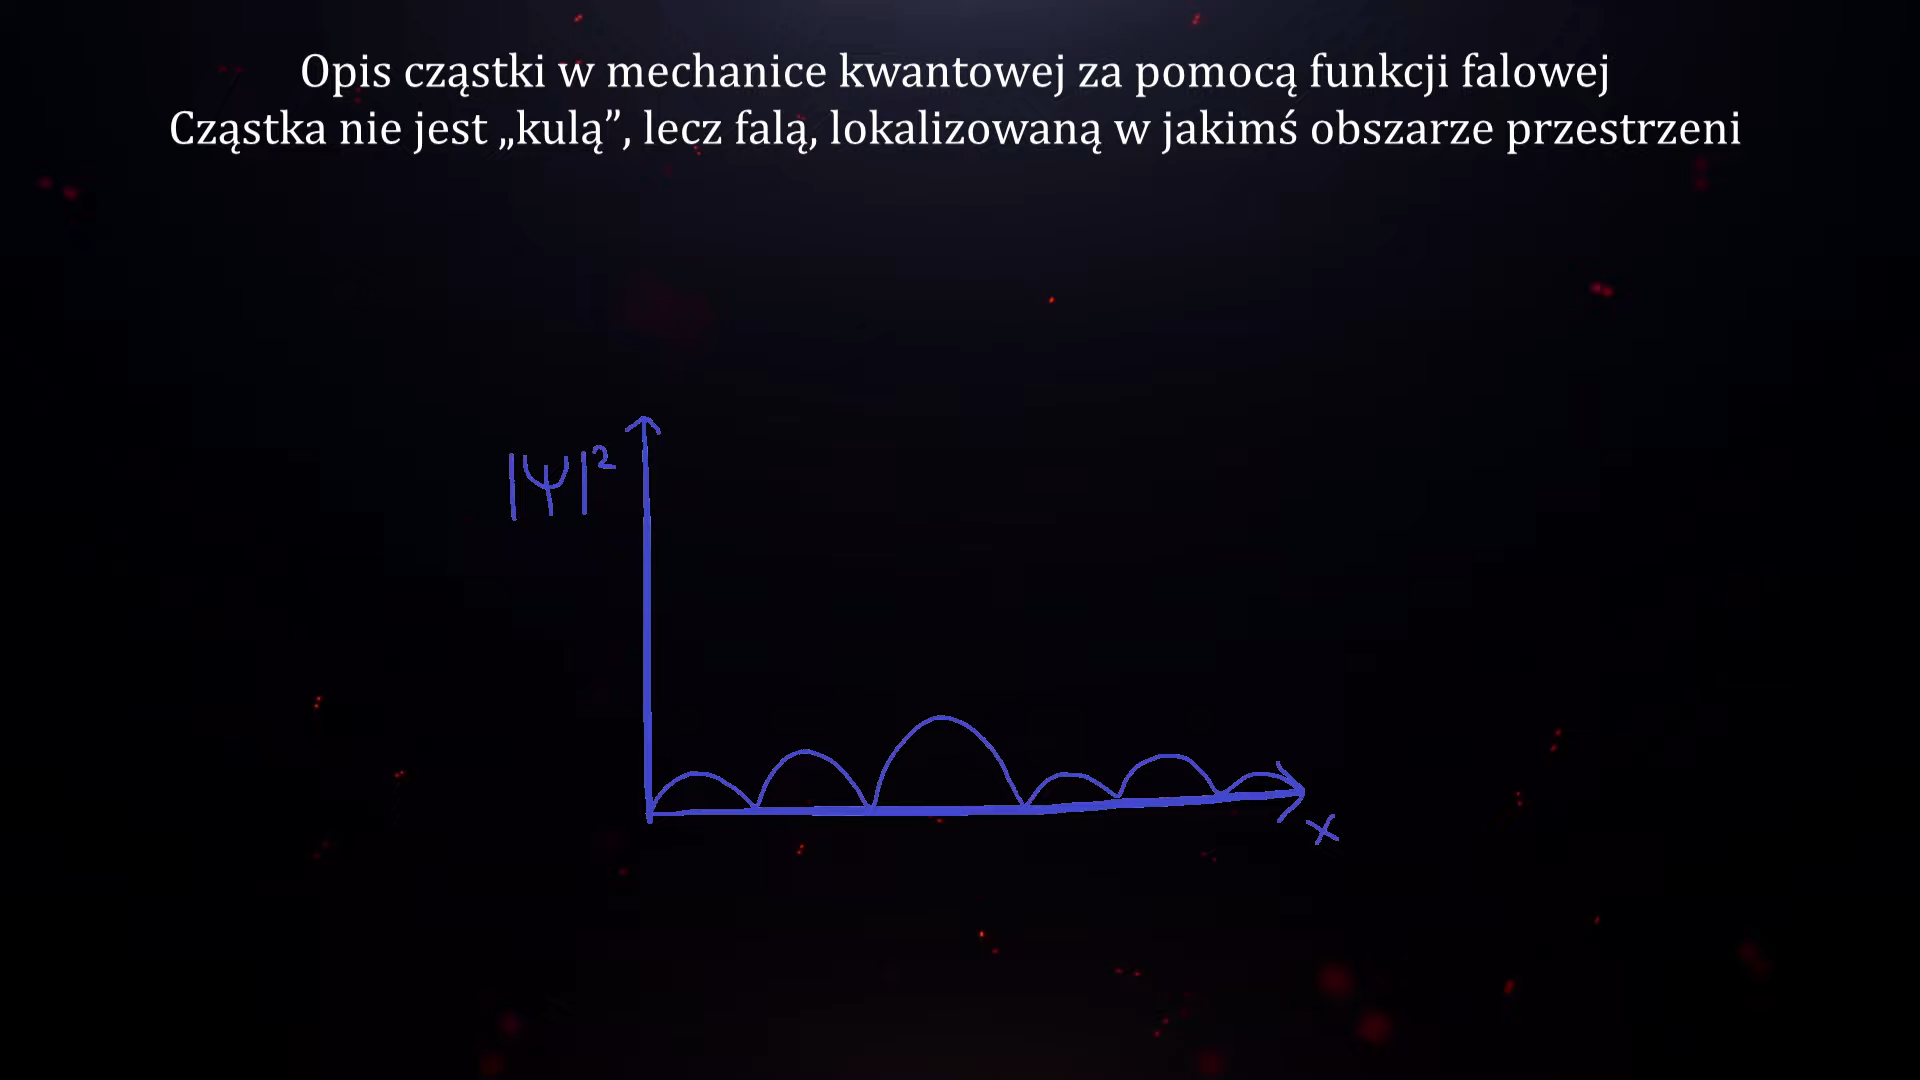 Opis cząstki w mechanice kwantowej za pomocą funkcji falowej
Cząstka nie jest „kulą”, lecz falą, lokalizowaną w jakimś obszarze przestrzeni
|Ψ|²
x